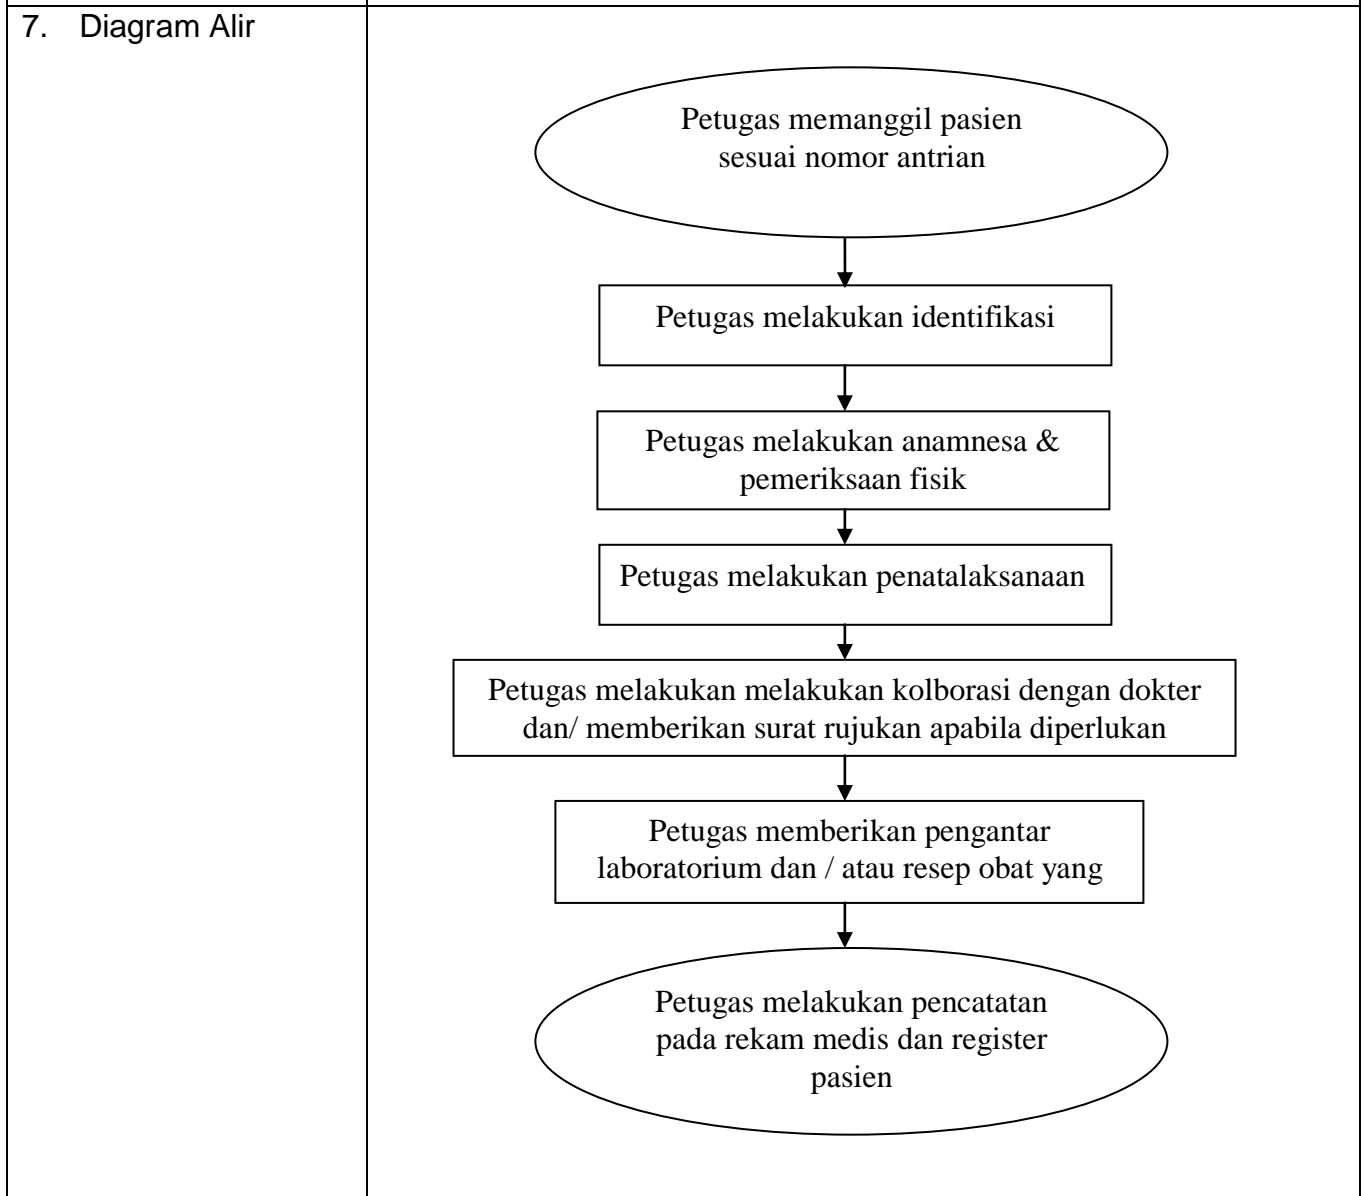 7. Diagram Alir
Petugas memanggil pasien
sesuai nomor antrian
Petugas melakukan identifikasi
Petugas melakukan anamnesa &
pemeriksaan fisik
Petugas melakukan penatalaksanaan
Petugas melakukan melakukan kolborasi dengan dokter
dan/ memberikan surat rujukan apabila diperlukan
Petugas memberikan pengantar
laboratorium dan / atau resep obat yang
Petugas melakukan pencatatan
pada rekam medis dan register
pasien